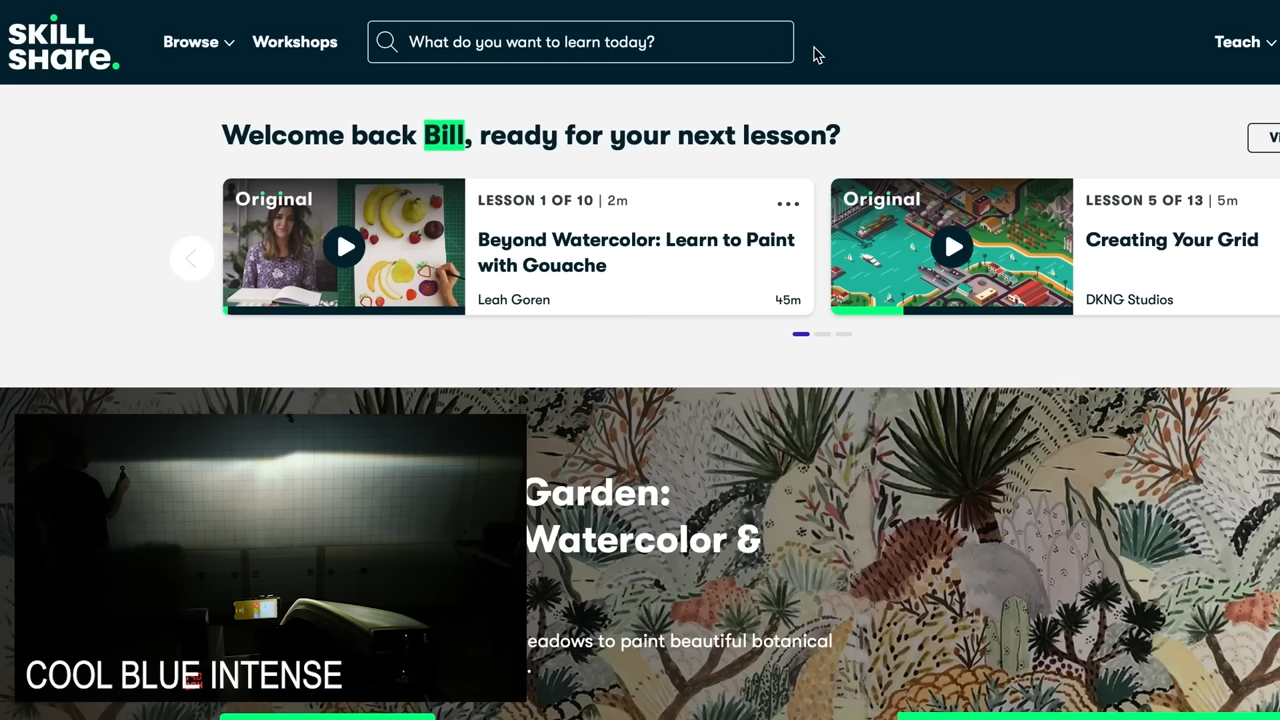 SKILL
SHARE.
Browse
Workshops
What do you want to learn today?
Teach
Welcome back Bill, ready for your next lesson?
Original
LESSON 1 OF 10 | 2m
Beyond Watercolor: Learn to Paint
with Gouache
Leah Goren
45m
Original
LESSON 5 OF 13 | 5m
Creating Your Grid
DKNG Studios
Garden:
Watercolor &
eadows to paint beautiful botanical
COOL BLUE INTENSE